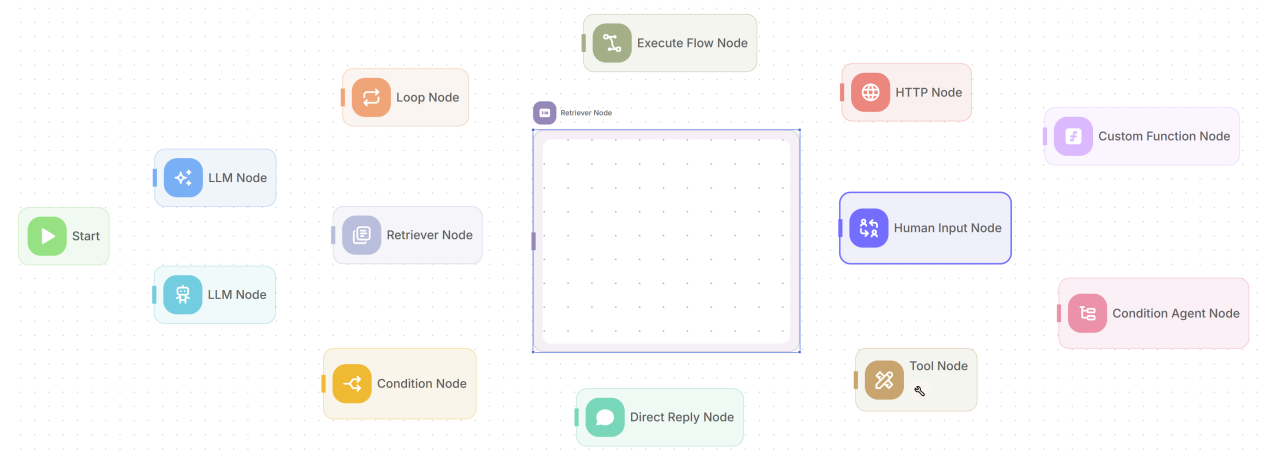 Execute Flow Node
Loop Node
HTTP Node
Retriever Node
Custom Function Node
LLM Node
Start
Retriever Node
Human Input Node
LLM Node
Condition Agent Node
Condition Node
Tool Node
Direct Reply Node